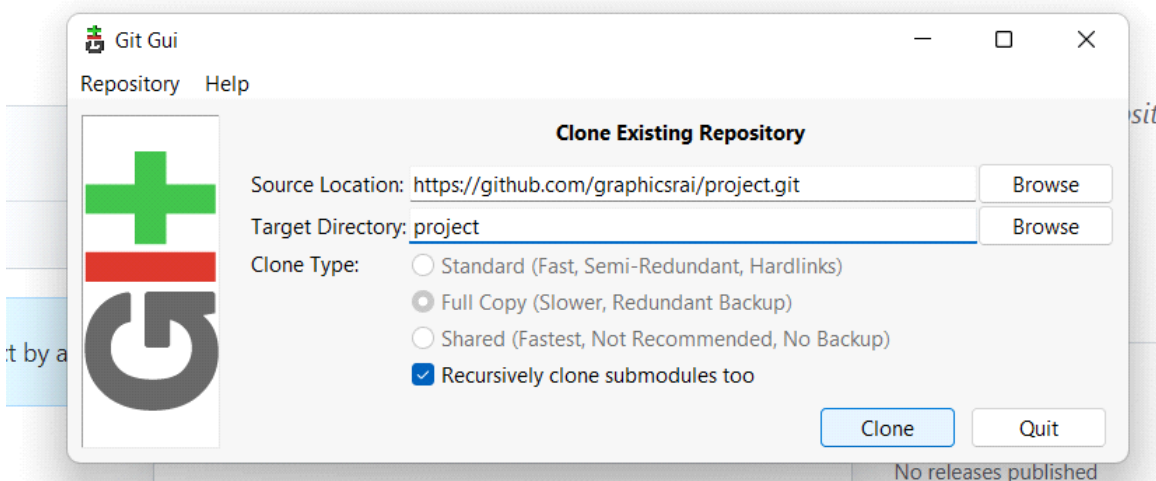 Git Gui
Repository Help
Clone Existing Repository
Source Location: https://github.com/graphicsrai/project.git Browse
Target Directory: project Browse
Clone Type: Standard (Fast, Semi-Redundant, Hardlinks)
Full Copy (Slower, Redundant Backup)
Shared (Fastest, Not Recommended, No Backup)
Recursively clone submodules too
Clone Quit
GIT
t by a
No releases published